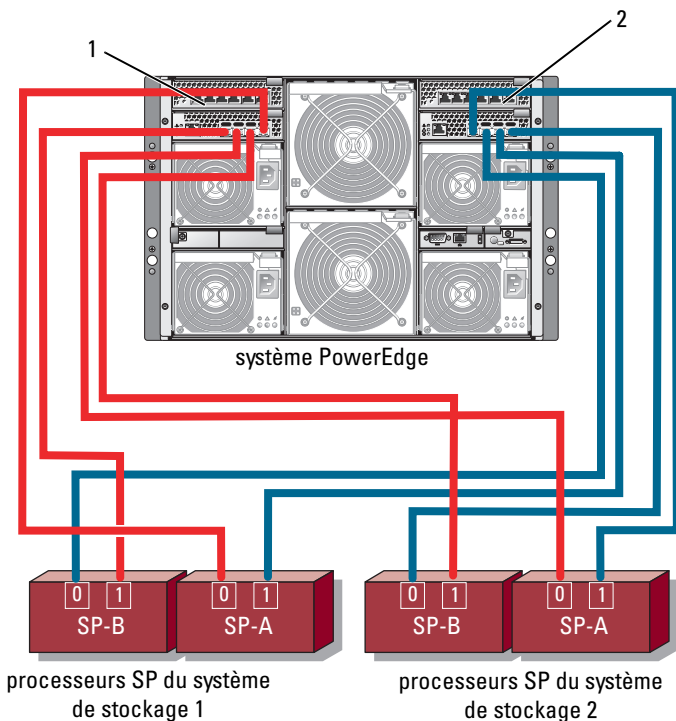 1
2
système PowerEdge
0 1
SP-B
0 1
SP-A
0 1
SP-B
0 1
SP-A
processeurs SP du système
de stockage 1
processeurs SP du système
de stockage 2